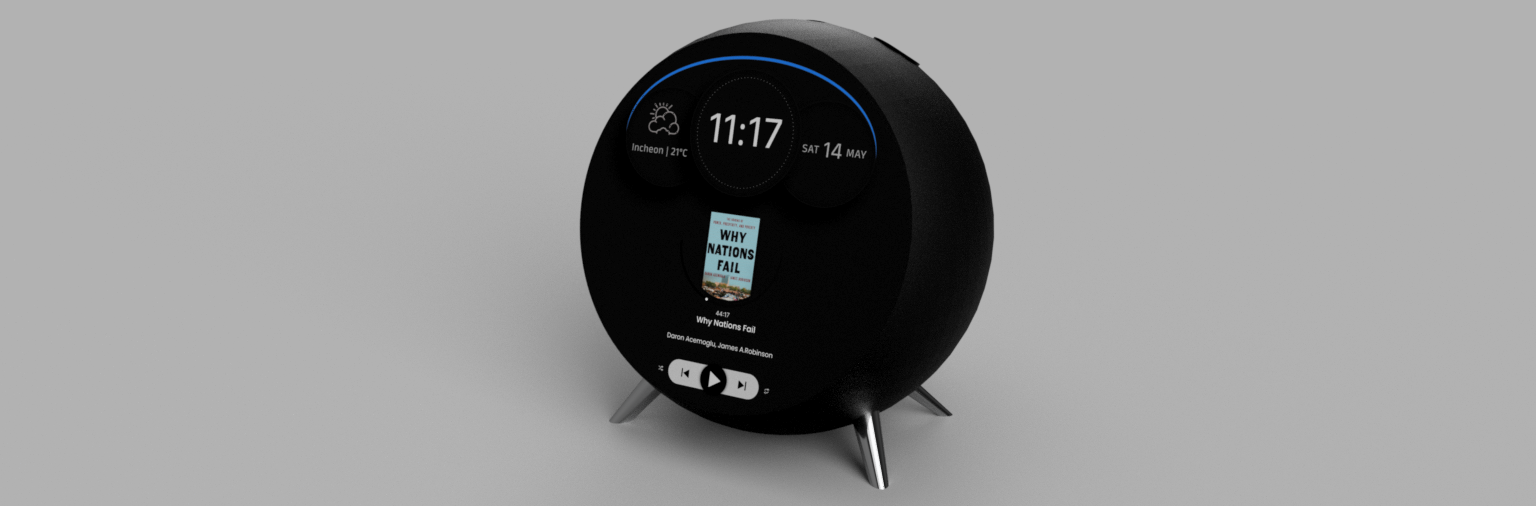 11:17
Incheon | 21°C
SAT 14 MAY
WHY
NATIONS
FAIL
44:17
Why Nations Fail
Daron Acemoglu, James A.Robinson